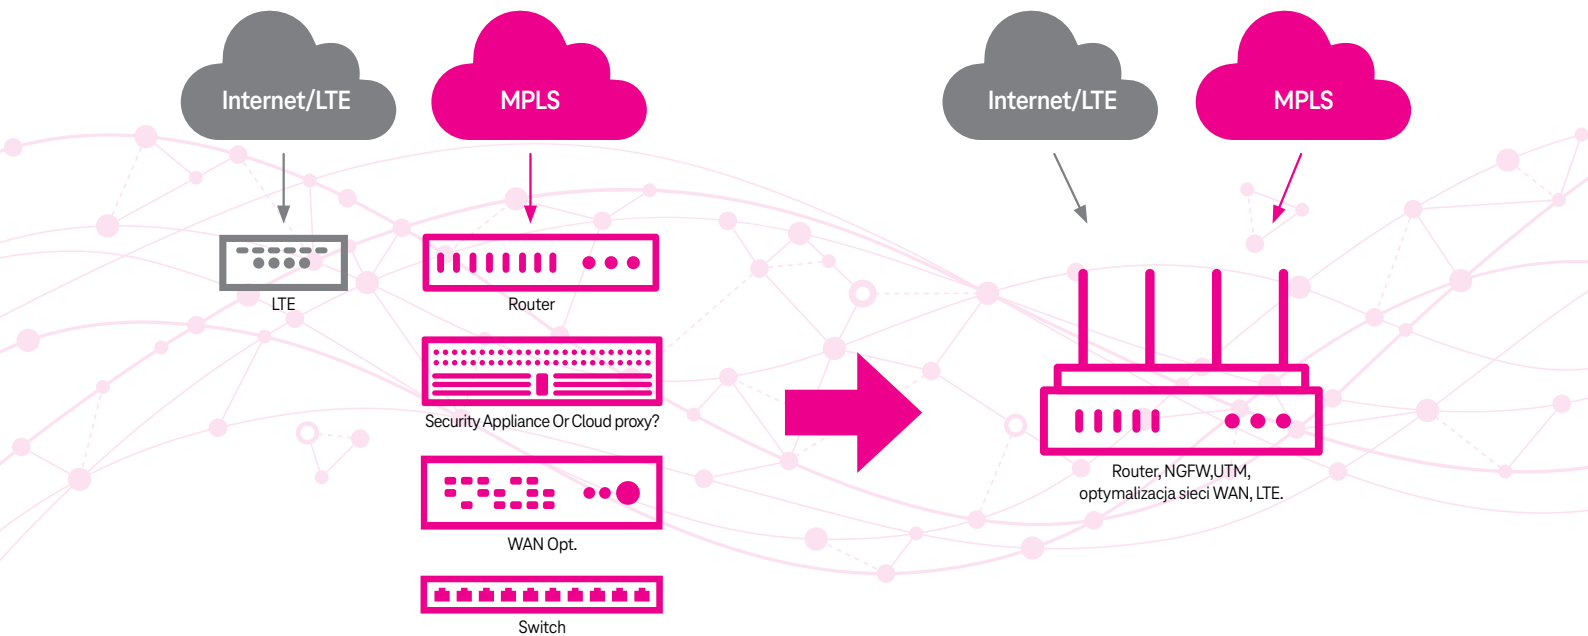 Internet/LTE
MPLS
LTE
Router
Security Appliance Or Cloud proxy?
WAN Opt.
Switch
Internet/LTE
MPLS
Router, NGFW,UTM,
optymalizacja sieci WAN, LTE.